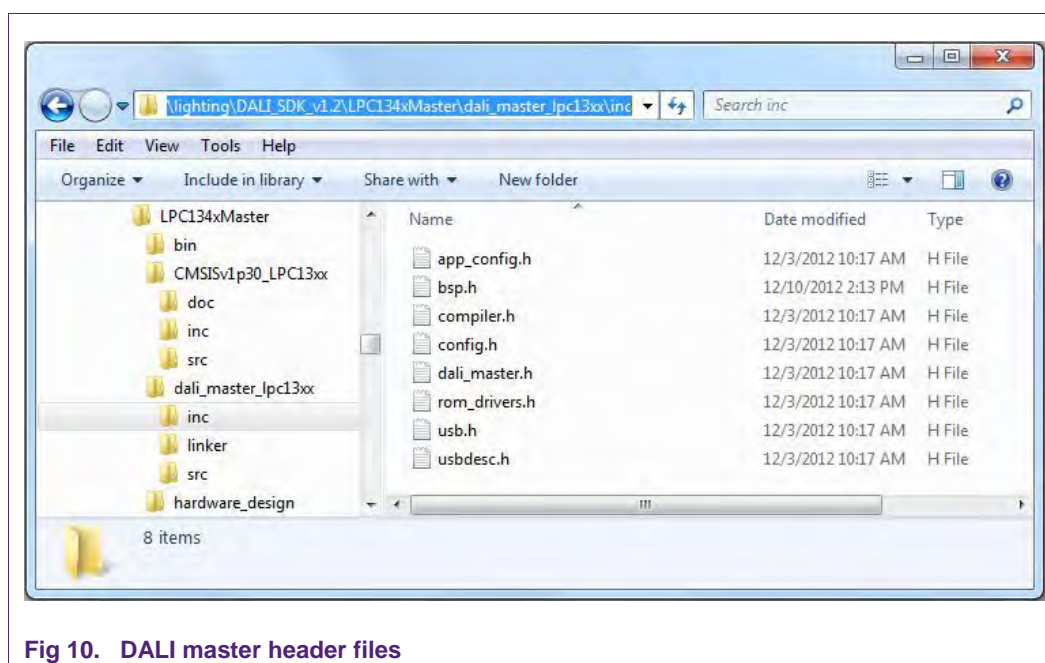 \lighting\DALI_SDK_v1.2\LPC134xMaster\dali_master_lpc13xx\inc
Search inc
File Edit View Tools Help
Organize Include in library Share with New folder
LPC134xMaster
bin
CMSISv1p30_LPC13xx
doc
inc
src
dali_master_lpc13xx
inc
linker
src
hardware_design
Name Date modified Type
app_config.h 12/3/2012 10:17 AM H File
bsp.h 12/10/2012 2:13 PM H File
compiler.h 12/3/2012 10:17 AM H File
config.h 12/3/2012 10:17 AM H File
dali_master.h 12/3/2012 10:17 AM H File
rom_drivers.h 12/3/2012 10:17 AM H File
usb.h 12/3/2012 10:17 AM H File
usbdesc.h 12/3/2012 10:17 AM H File
8 items
Fig 10. DALI master header files